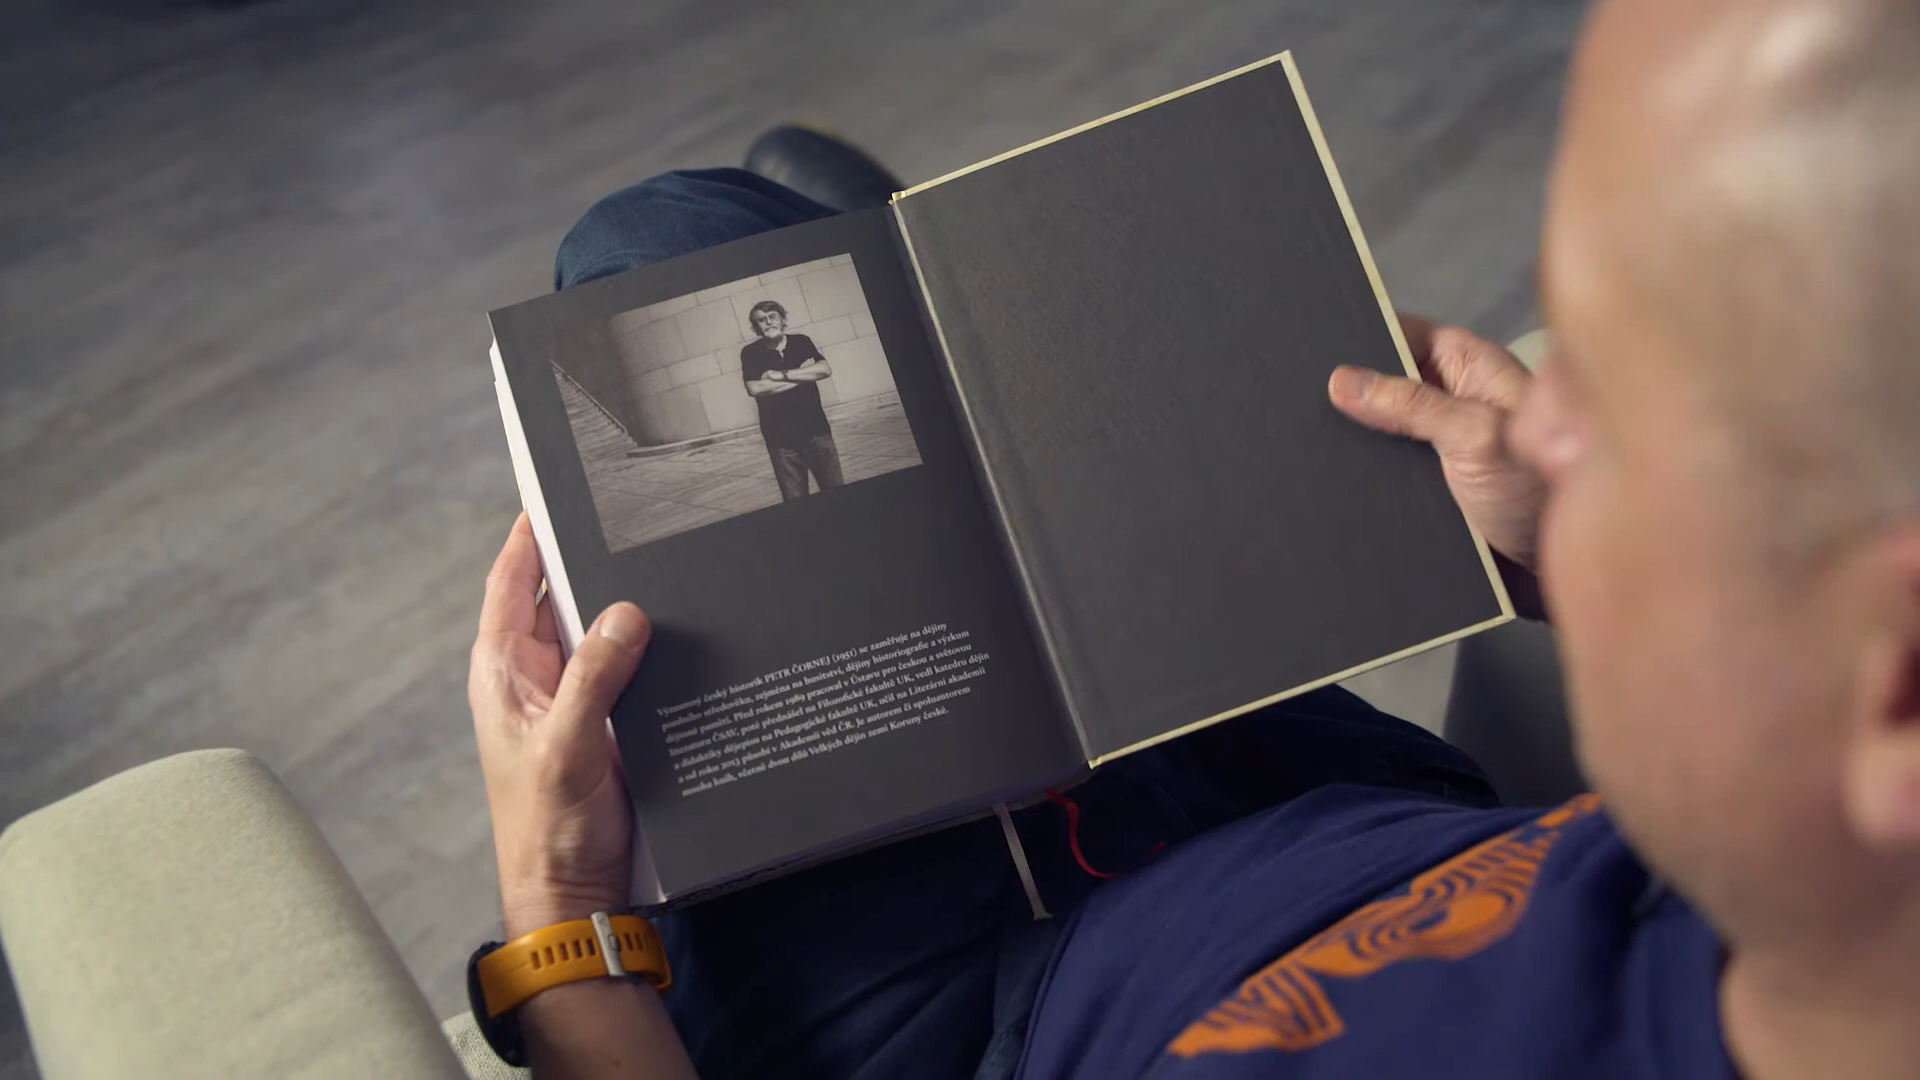 Významný český historik PETR ČORNEJ (1951) se zaměřuje na dějiny
pozdního středověku, zejména na husitství, dějiny historiografie a výzkum
dějinné paměti. Před rokem 1989 pracoval v Ústavu pro českou a světovou
literaturu ČSAV, poté přednášel na Filozofické fakultě UK, vedl katedru dějin
a didaktiky dějepisu na Pedagogické fakultě UK, učil na Literární akademii
a od roku 2013 působí v Akademii věd ČR. Je autorem či spoluautorem
mnoha knih, včetně dvou dílů Velkých dějin zemí Koruny české.